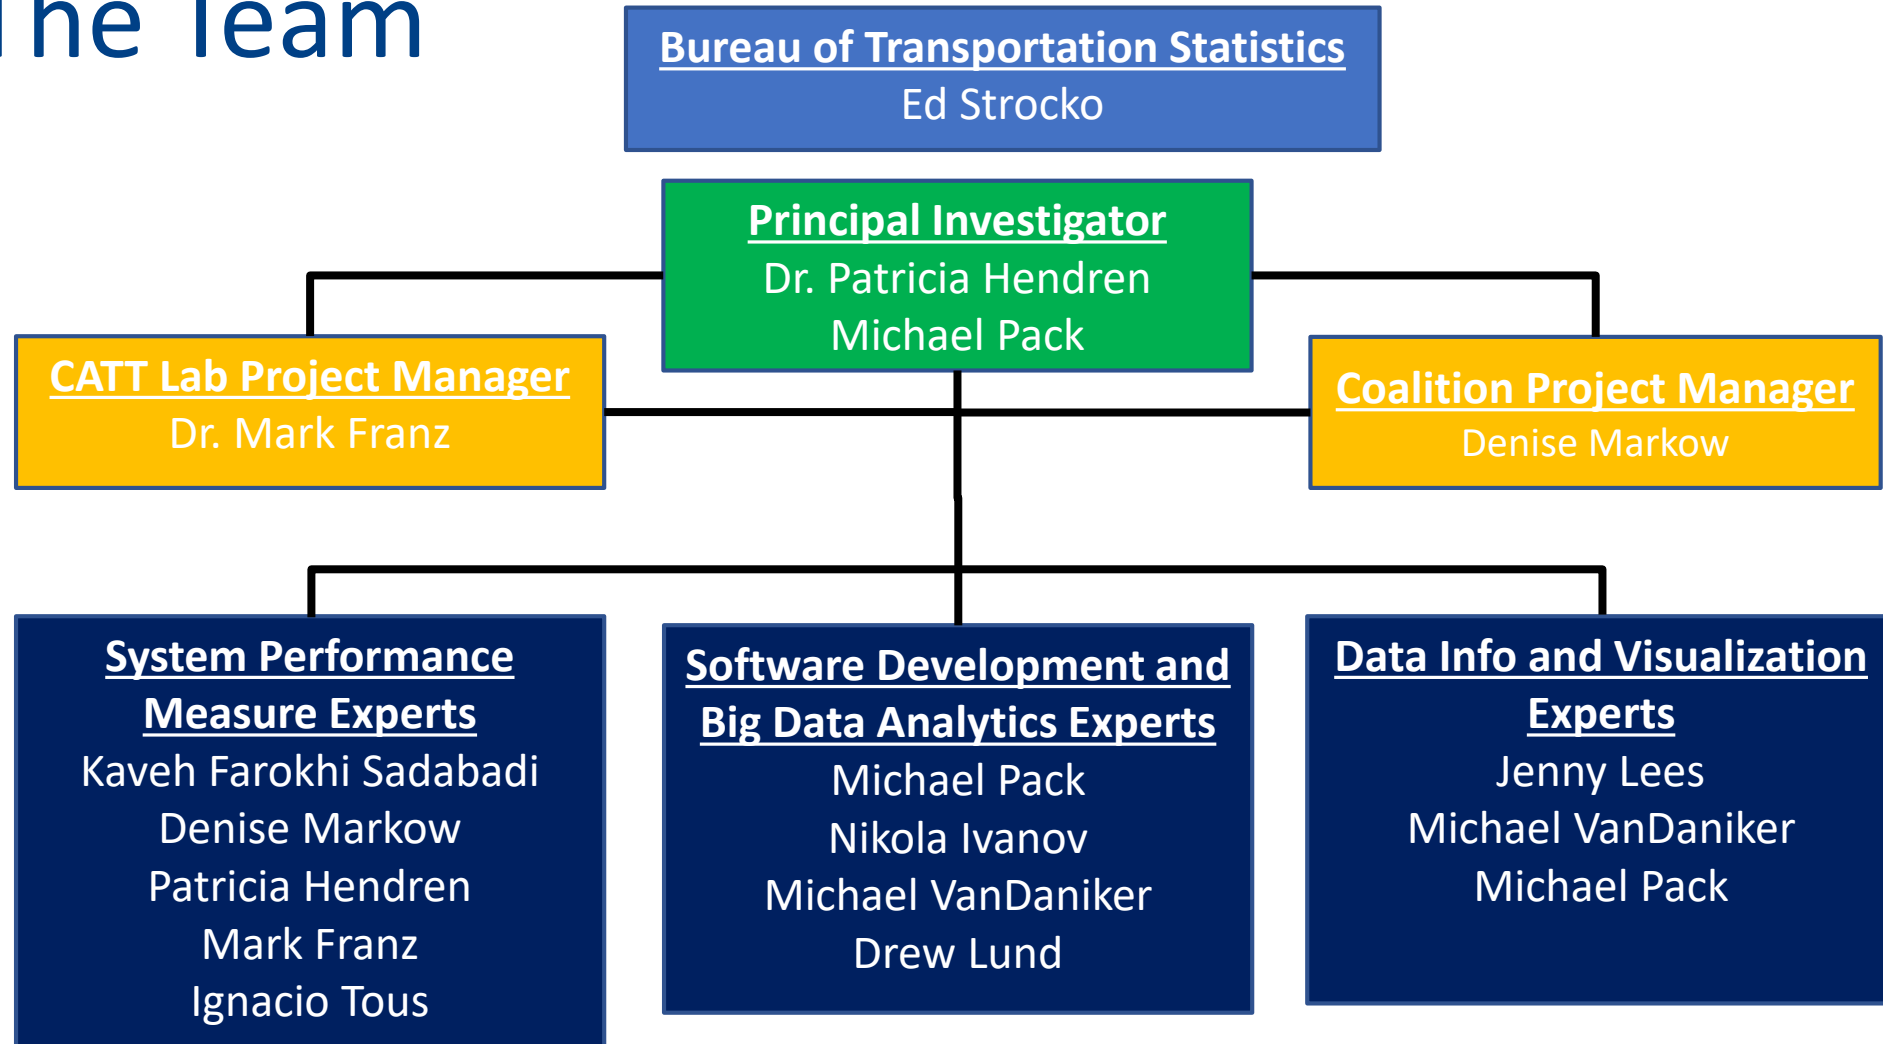 The Team
Bureau of Transportation Statistics
Ed Strocko
Principal Investigator
Dr. Patricia Hendren
Michael Pack
CATT Lab Project Manager
Dr. Mark Franz
Coalition Project Manager
Denise Markow
System Performance
Measure Experts
Kaveh Farokhi Sadabadi
Denise Markow
Patricia Hendren
Mark Franz
Ignacio Tous
Software Development and
Big Data Analytics Experts
Michael Pack
Nikola Ivanov
Michael VanDaniker
Drew Lund
Data Info and Visualization
Experts
Jenny Lees
Michael VanDaniker
Michael Pack